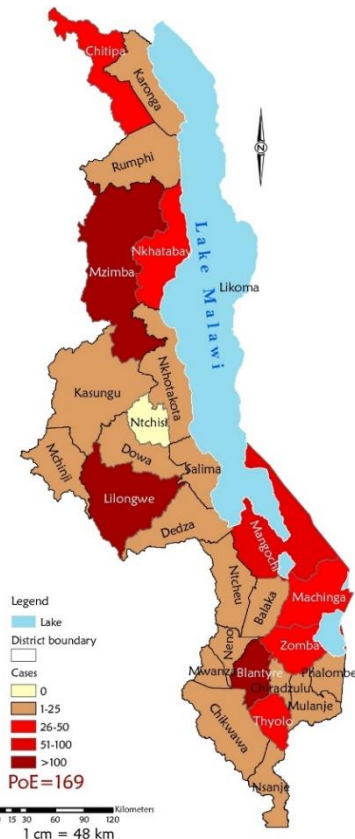 Chitipa
Karonga
Rumphi
Nkhatabay
Mzimba
Lake Malawi
Likoma
Kasungu
Nkhotakota
Ntchisi
Dowa
Mchinji
Salima
Lilongwe
Dedza
Mangochi
Ntcheu
Balaka
Machinga
Neno
Zomba
Mwanza
Blantyre
Phalombe
Chiradzulu
Mulanje
Thyolo
Chikwawa
Nsanje
N
Legend
Lake
District boundary
Cases
0
1-25
26-50
51-100
>100
PoE=169
15 30 60 90 120 Kilometers
1 cm = 48 km